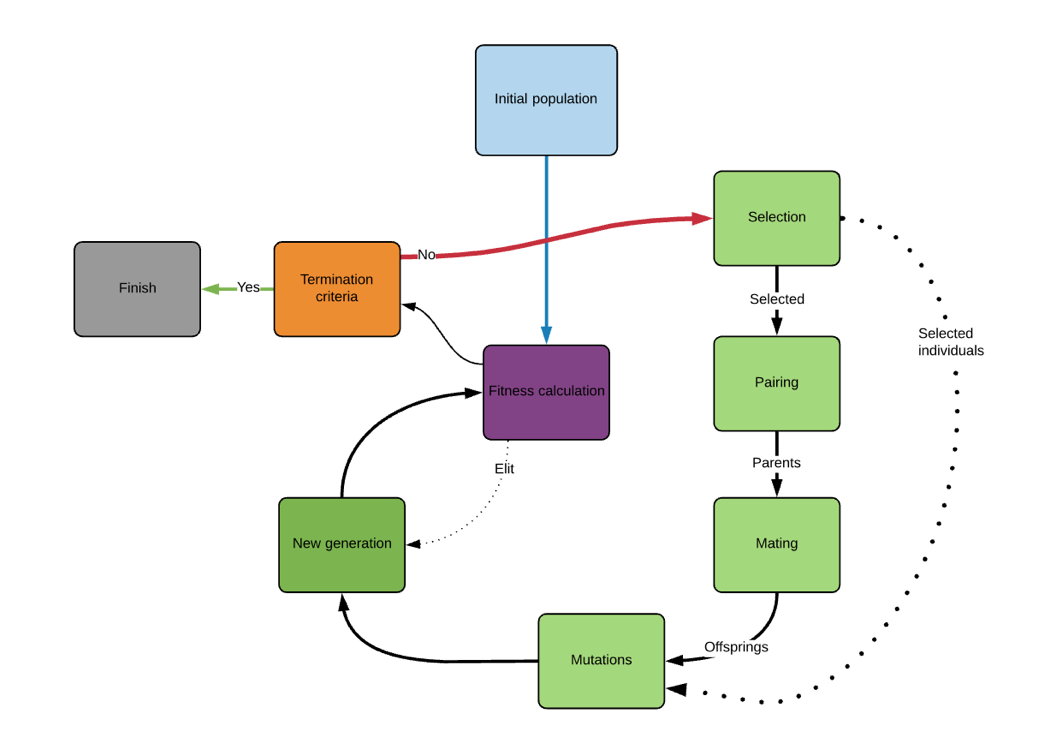 Initial population
Selection
No
Termination
criteria
Yes
Finish
Selected
Selected
individuals
Fitness calculation
Pairing
Elit
Parents
New generation
Mating
Offsprings
Mutations